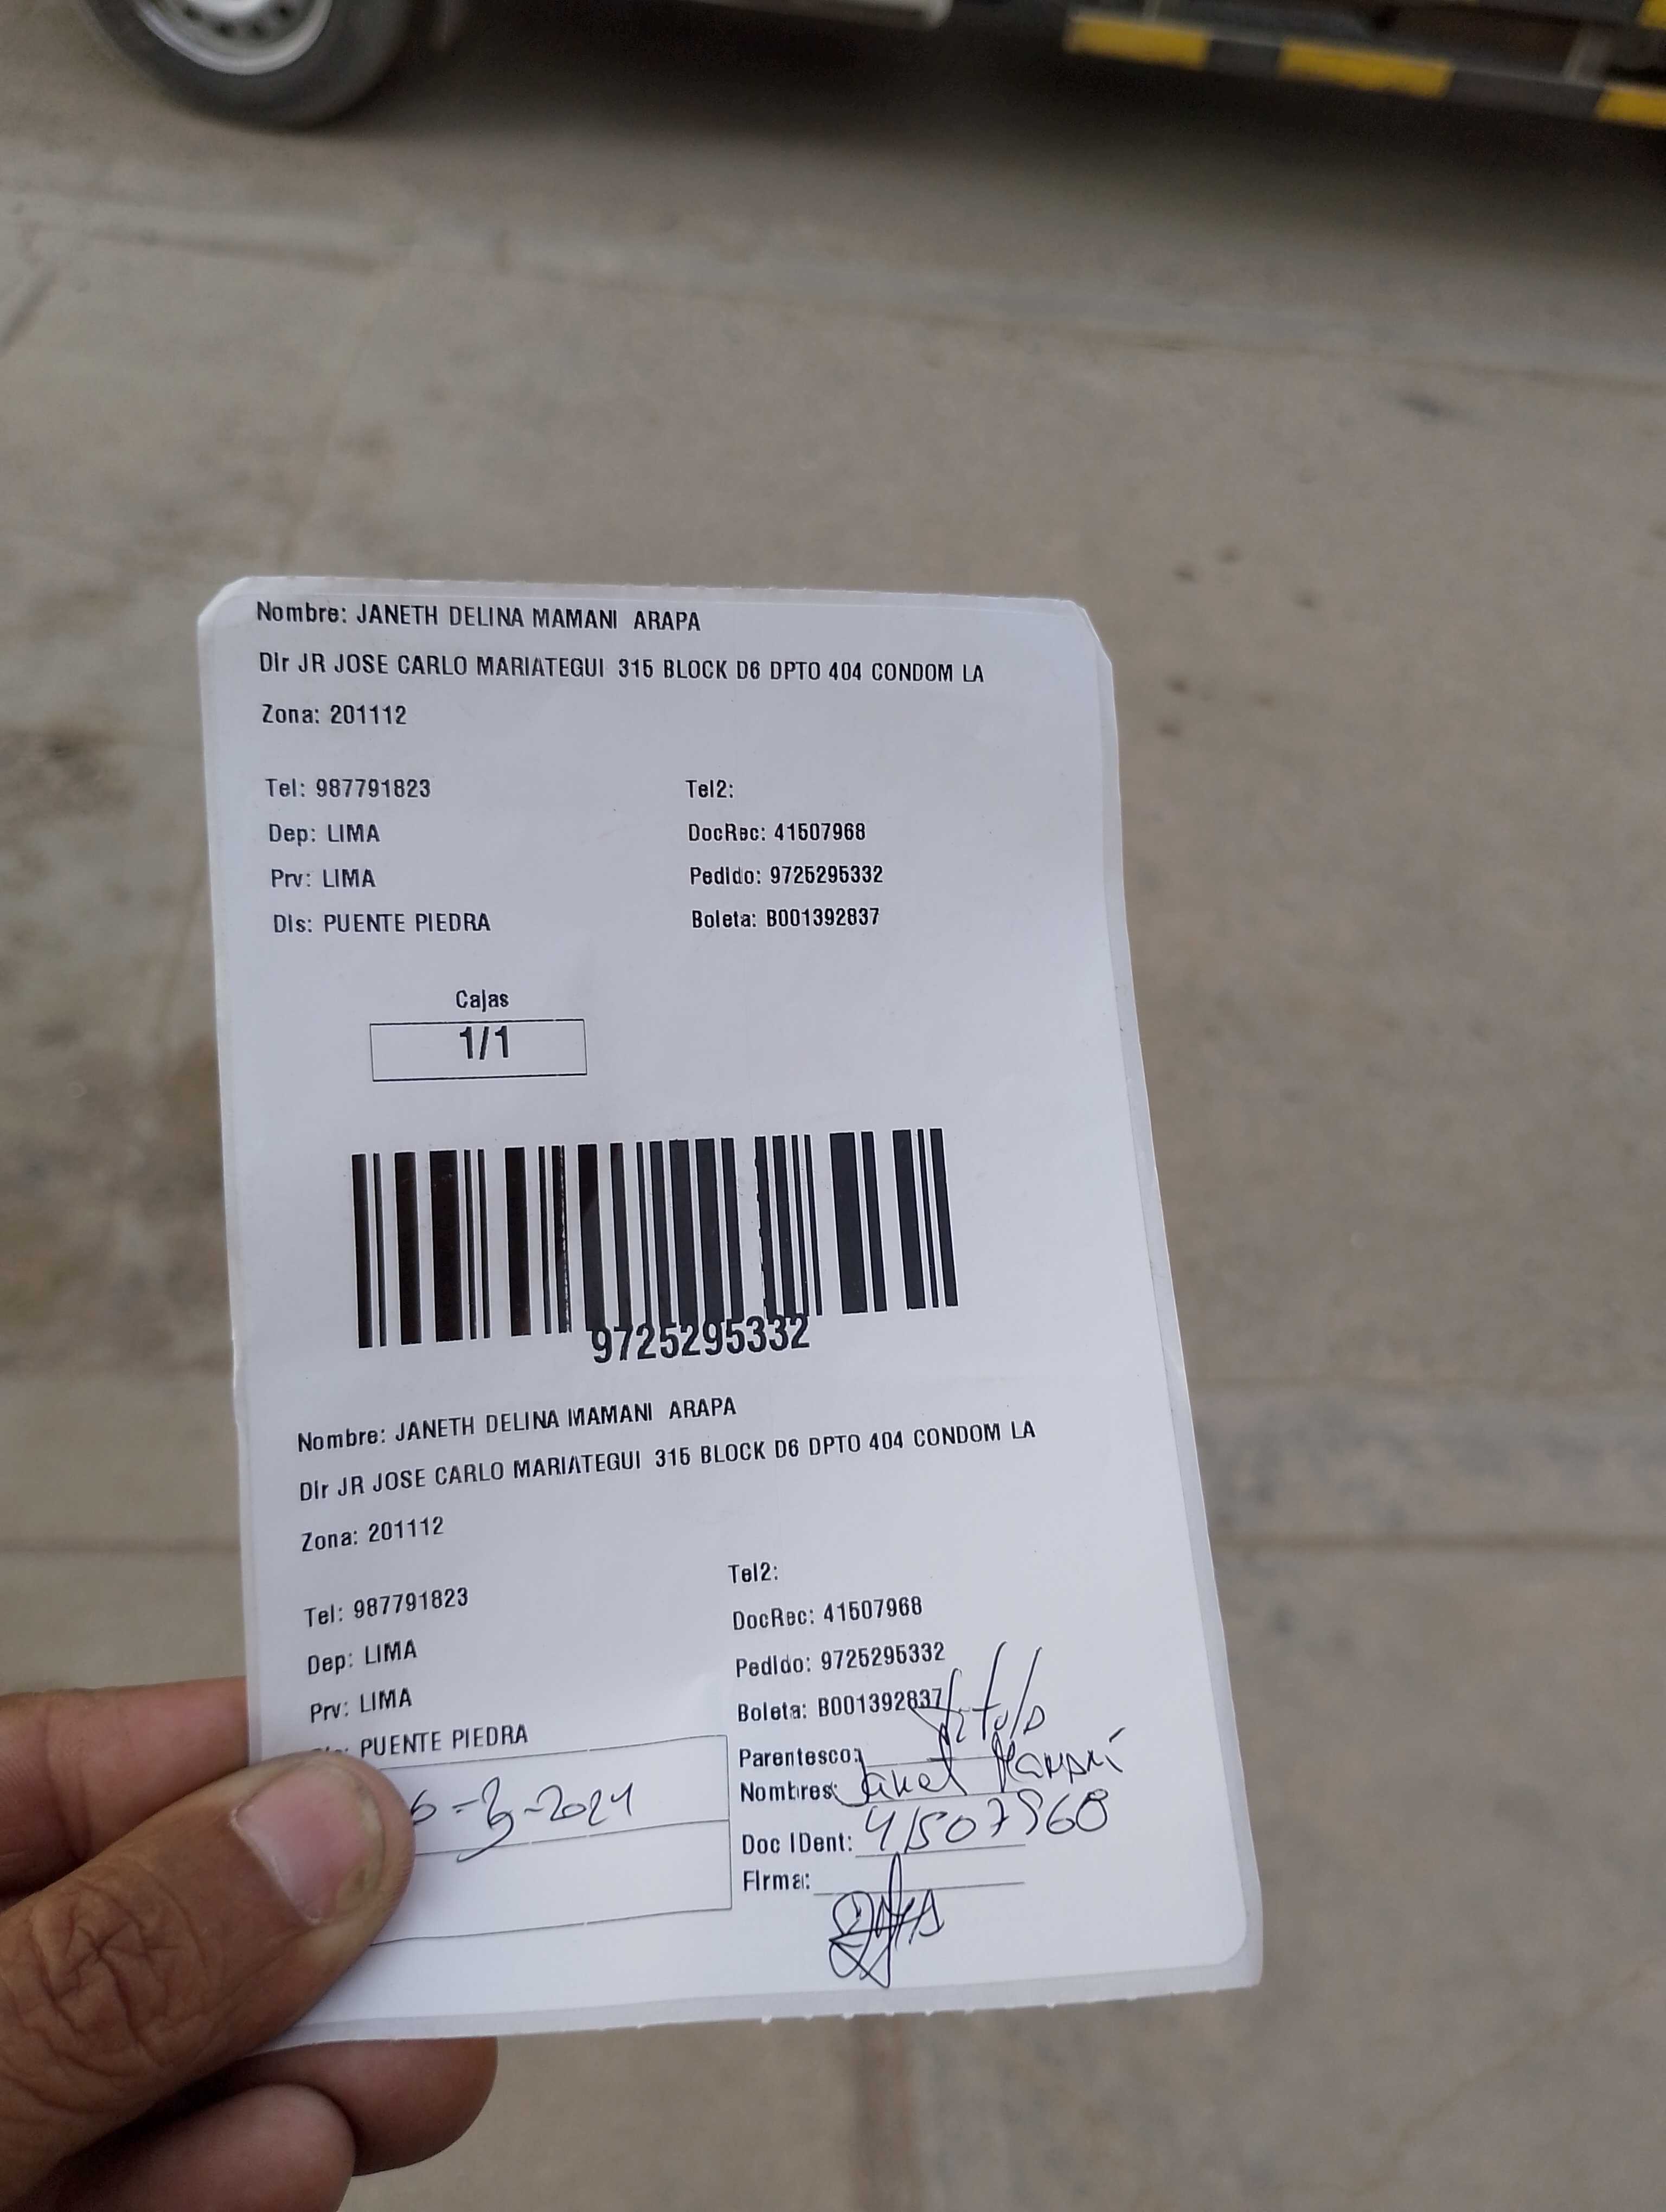 Nombre: JANETH DELINA MAMANI ARAPA
Dir JR JOSE CARLO MARIATEGUI 315 BLOCK D6 DPTO 404 CONDOM LA
Zona: 201112
Tel: 987791823
Tel2:
Dep: LIMA
DocRec: 41507968
Prv: LIMA
Pedido: 9725295332
Dis: PUENTE PIEDRA
Boleta: B001392837
Cajas
1/1
9725295332
Nombre: JANETH DELINA MAMANI ARAPA
Dir JR JOSE CARLO MARIATEGUI 315 BLOCK D6 DPTO 404 CONDOM LA
Zona: 201112
Tel2:
Tel: 987791823
DocRec: 41507968
Dep: LIMA
Pedido: 9725295332
Prv: LIMA
Boleta: B001392837
PUENTE PIEDRA
Parentesco:
Nombres: Janet Mamani
Doc IDent: 41507968
Firma: